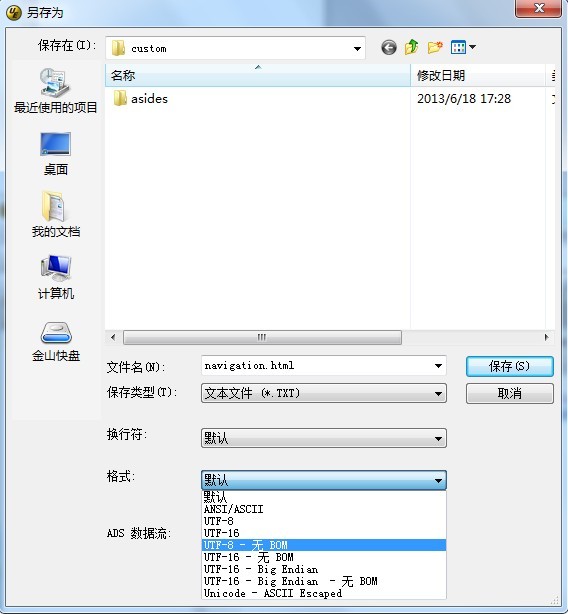 另存为
保存在(I):
custom
名称
修改日期
asides
2013/6/18 17:28
最近使用的项目
桌面
我的文档
计算机
金山快盘
文件名(N):
navigation.html
保存(S)
保存类型(T):
文本文件 (*.TXT)
取消
换行符:
默认
格式:
默认
默认
ANSI/ASCII
UTF-8
UTF-16
ADS 数据流:
UTF-8 - 无 BOM
UTF-16 - 无 BOM
UTF-16 - Big Endian
UTF-16 - Big Endian - 无 BOM
Unicode - ASCII Escaped